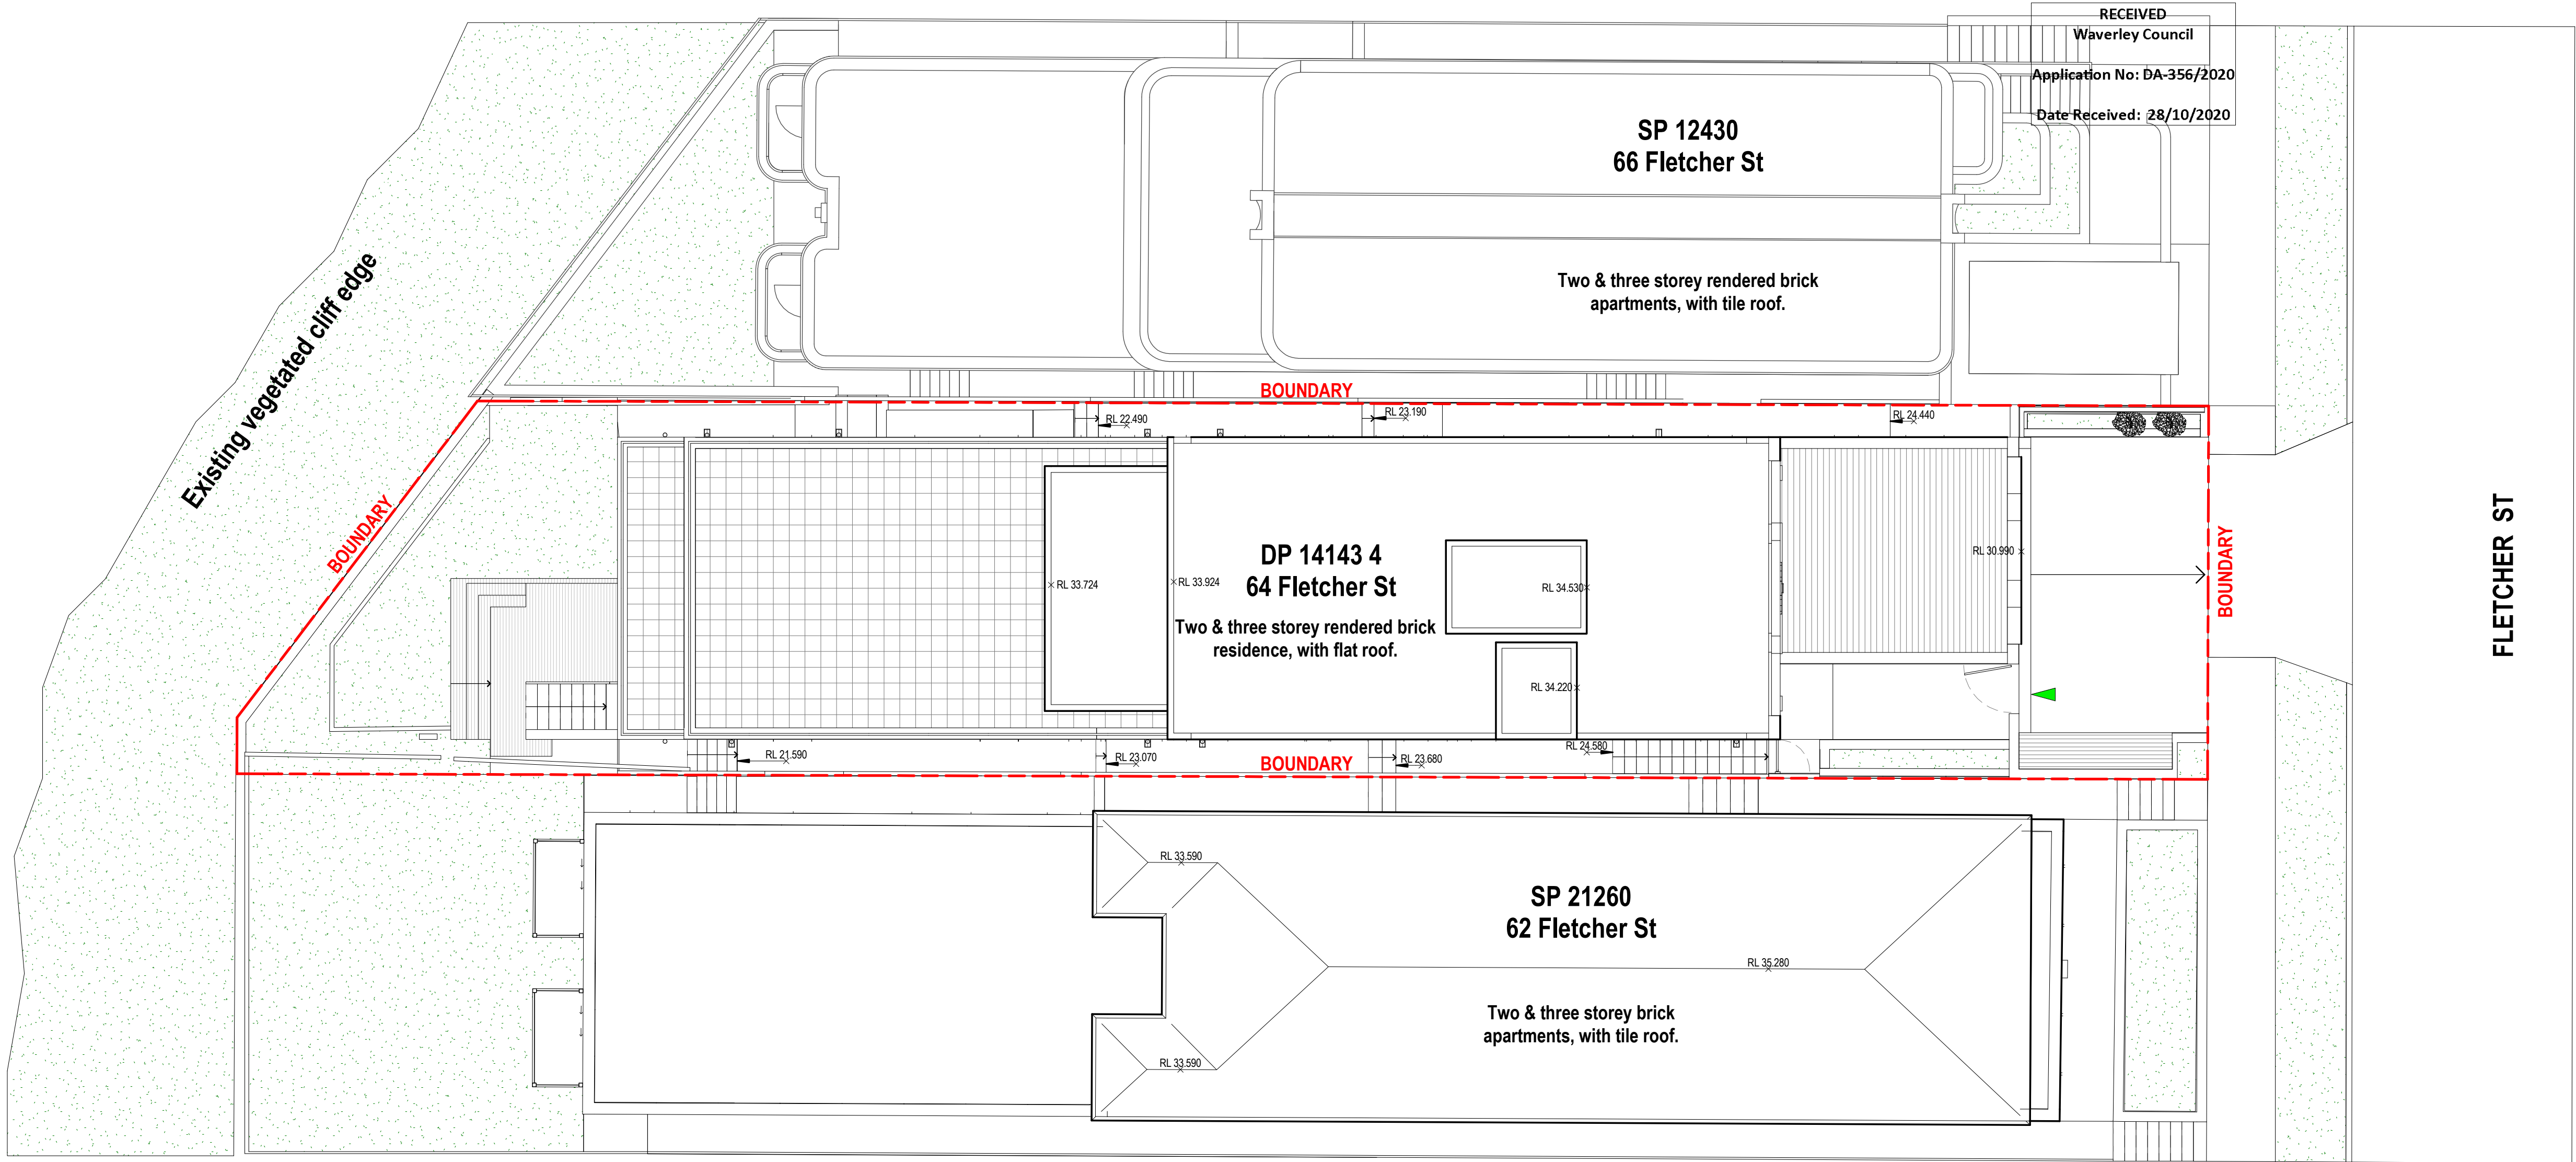 RECEIVED
Waverley Council
Application No: DA-356/2020
Date Received: 28/10/2020
SP 12430
66 Fletcher St
Two & three storey rendered brick
apartments, with tile roof.
Existing vegetated cliff edge
BOUNDARY
RL 22.490
RL 23.190
RL 24.440
BOUNDARY
DP 14143 4
64 Fletcher St
Two & three storey rendered brick
residence, with flat roof.
RL 33.724
RL 33.924
RL 34.530
RL 34.220
RL 30.990
BOUNDARY
FLETCHER ST
RL 21.590
RL 23.070
BOUNDARY
RL 23.680
RL 24.580
RL 33.590
SP 21260
62 Fletcher St
RL 35.280
Two & three storey brick
apartments, with tile roof.
RL 33.590